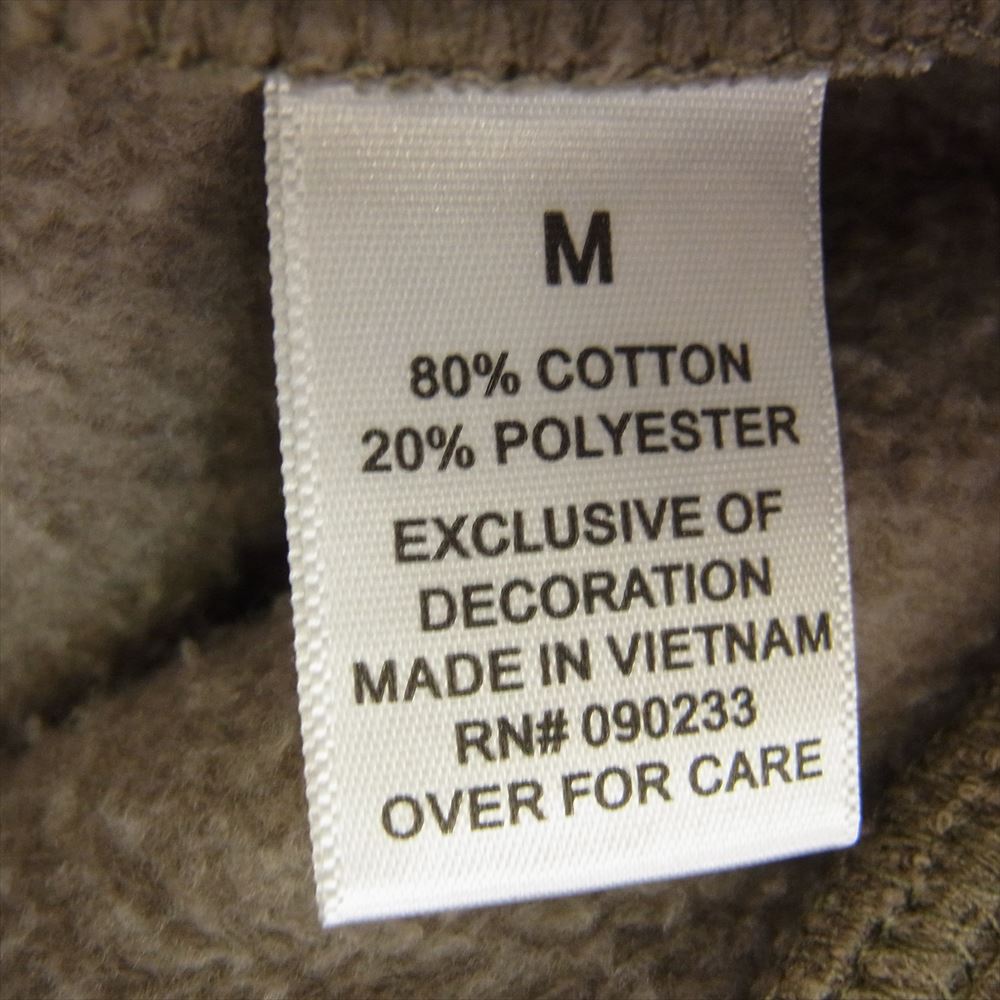 M
80% COTTON
20% POLYESTER
EXCLUSIVE OF
DECORATION
MADE IN VIETNAM
RN# 090233
OVER FOR CARE